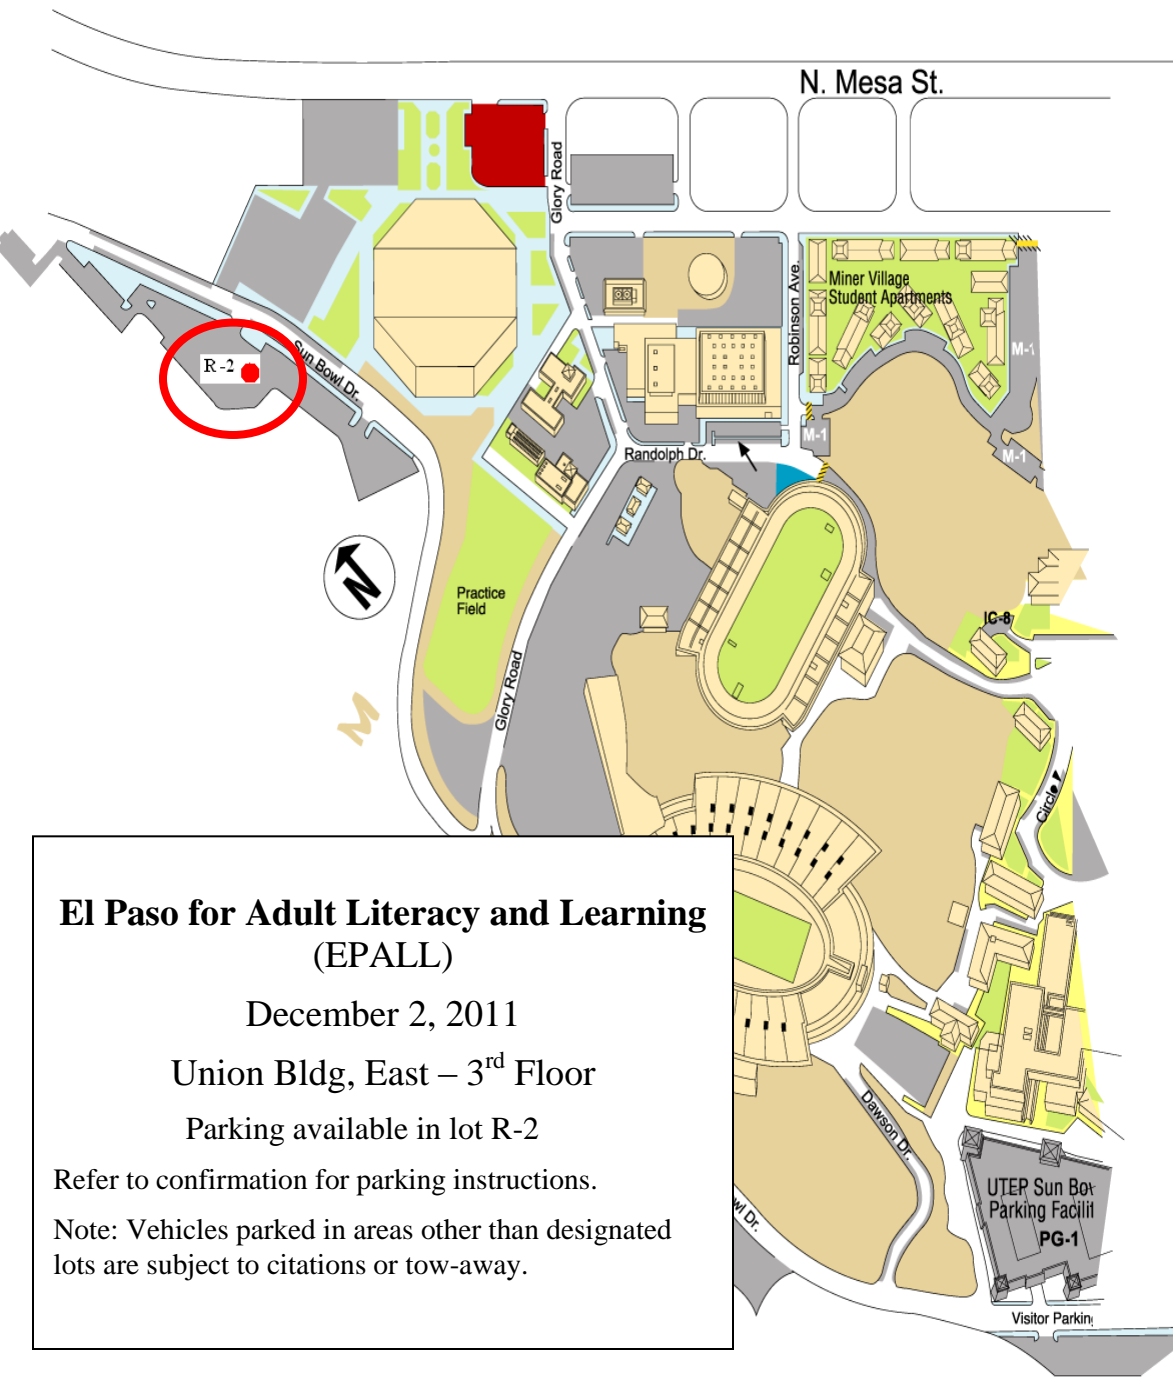 N. Mesa St.
Glory Road
Robinson Ave.
Miner Village
Student Apartments
M-1
R-2
Sun Bowl Dr.
M-1
M-1
Randolph Dr.
N
Practice
Field
IC-8
Glory Road
M
Circle
El Paso for Adult Literacy and Learning
(EPALL)
December 2, 2011
Union Bldg, East – 3rd Floor
Parking available in lot R-2
Refer to confirmation for parking instructions.
Note: Vehicles parked in areas other than designated
lots are subject to citations or tow-away.
Dawson Dr.
wl Dr.
UTEP Sun Bow
Parking Facilit
PG-1
Visitor Parking